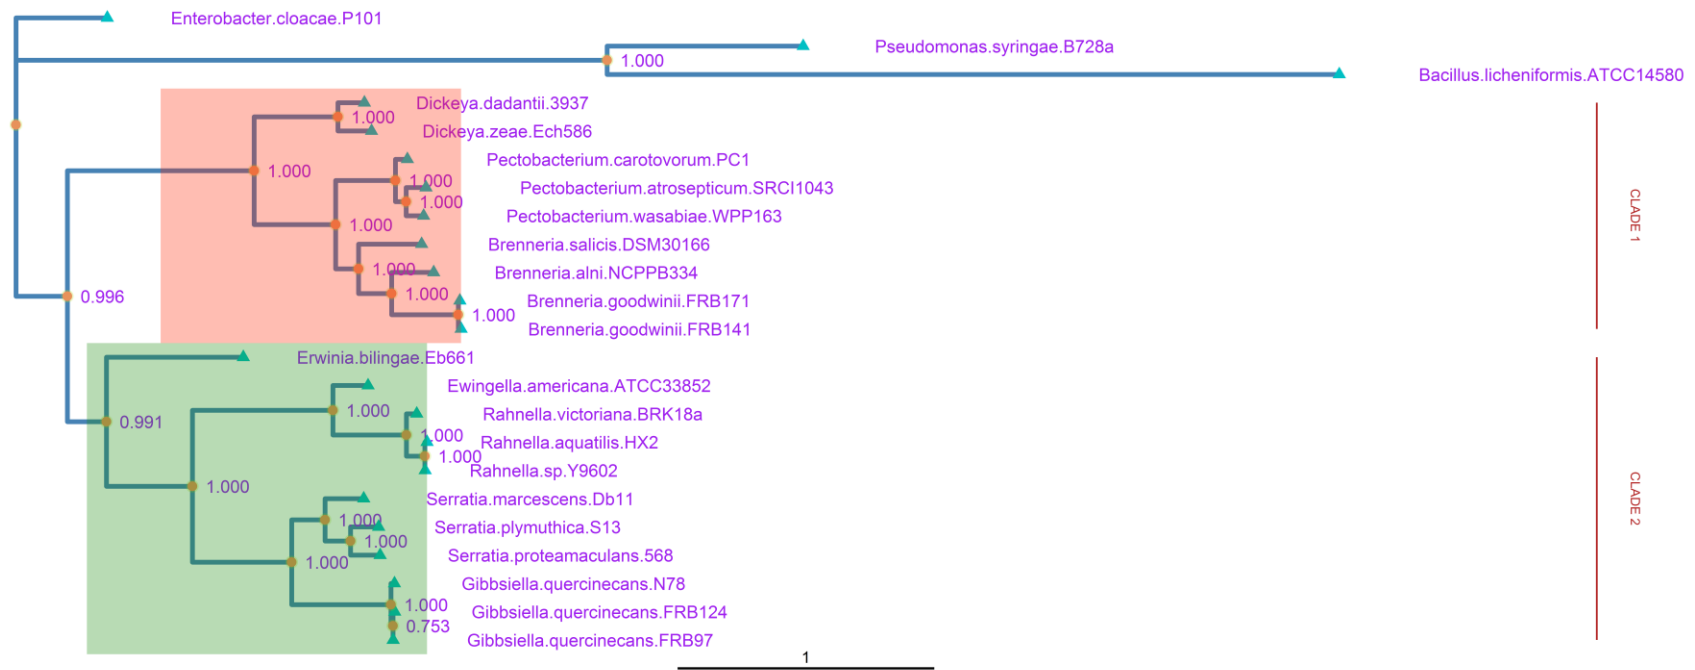 Enterobacter.cloacae.P101
Pseudomonas.syringae.B728a
1.000
Bacillus.licheniformis.ATCC14580
Dickeya.dadantii.3937
1.000
Dickeya.zeae.Ech586
Pectobacterium.carotovorum.PC1
1.000
1.000
Pectobacterium.atrosepticum.SRCI1043
1.000
Pectobacterium.wasabiae.WPP163
1.000
CLADE 1
Brenneria.salicis.DSM30166
1.000
Brenneria.alni.NCPPB334
1.000
0.996
Brenneria.goodwinii.FRB171
1.000
Brenneria.goodwinii.FRB141
Erwinia.bilingae.Eb661
Ewingella.americana.ATCC33852
1.000
Rahnella.victoriana.BRK18a
0.991
1.000
Rahnella.aquatilis.HX2
1.000
Rahnella.sp.Y9602
1.000
CLADE 2
Serratia.marcescens.Db11
1.000
Serratia.plymuthica.S13
1.000
Serratia.proteamaculans.568
1.000
Gibbsiella.quercinecans.N78
1.000
Gibbsiella.quercinecans.FRB124
0.753
Gibbsiella.quercinecans.FRB97
1